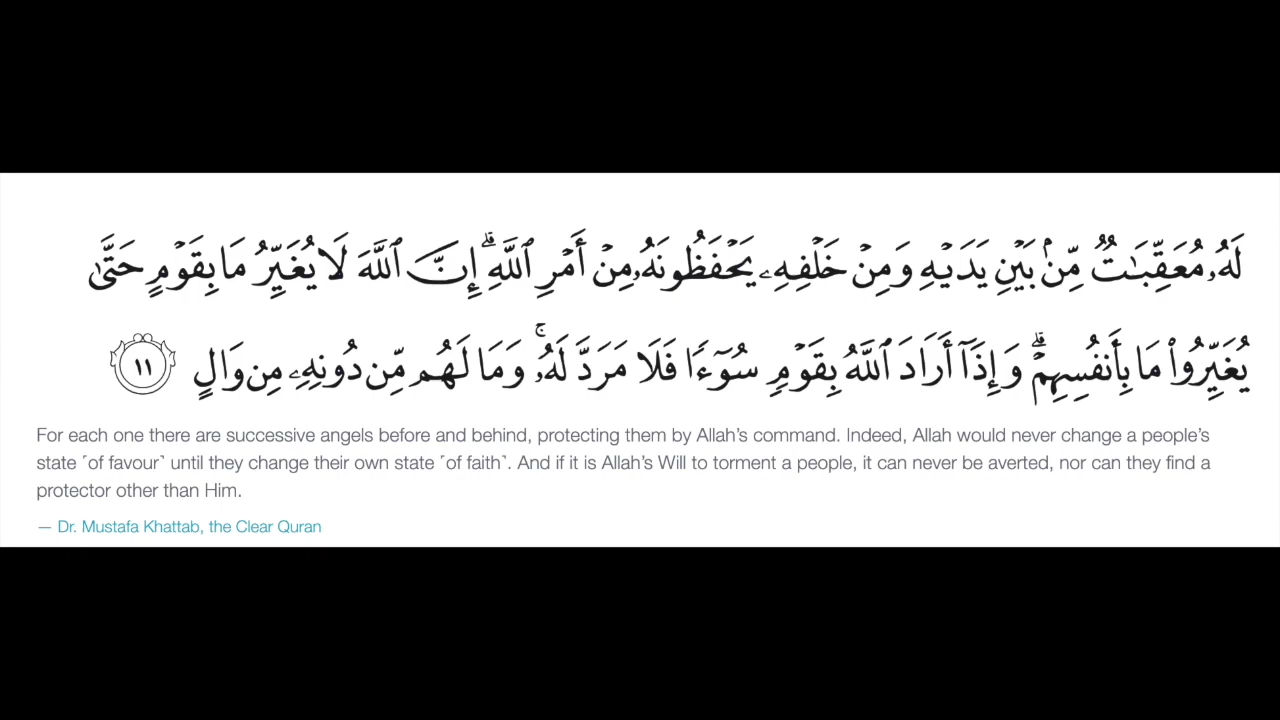 لَهُۥ مُعَقِّبَٰتٌ مِّنۢ بَيْنِ يَدَيْهِ وَمِنْ خَلْفِهِۦ يَحْفَظُونَهُۥ مِنْ أَمْرِ ٱللَّهِ ۗ إِنَّ ٱللَّهَ لَا يُغَيِّرُ مَا بِقَوْمٍ حَتَّىٰ
يُغَيِّرُوا۟ مَا بِأَنفُسِهِمْ ۗ وَإِذَآ أَرَادَ ٱللَّهُ بِقَوْمٍ سُوٓءًا فَلَا مَرَدَّ لَهُۥ ۚ وَمَا لَهُم مِّن دُونِهِۦ مِن وَالٍ ١١
For each one there are successive angels before and behind, protecting them by Allah’s command. Indeed, Allah would never change a people’s
state ˹of favour˺ until they change their own state ˹of faith˺. And if it is Allah’s Will to torment a people, it can never be averted, nor can they find a
protector other than Him.
— Dr. Mustafa Khattab, the Clear Quran